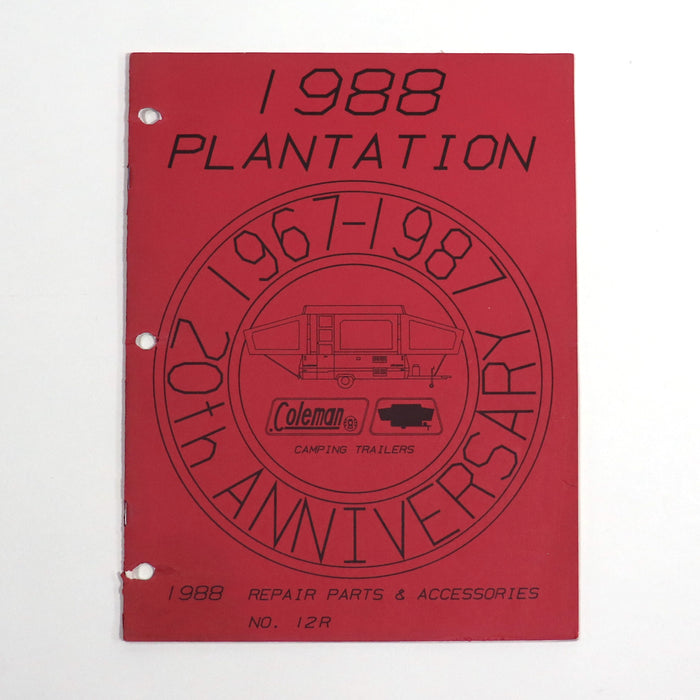 1988
PLANTATION
1967-1987
20th ANNIVERSARY
.Coleman
CAMPING TRAILERS
1988 REPAIR PARTS & ACCESSORIES
NO. 12R